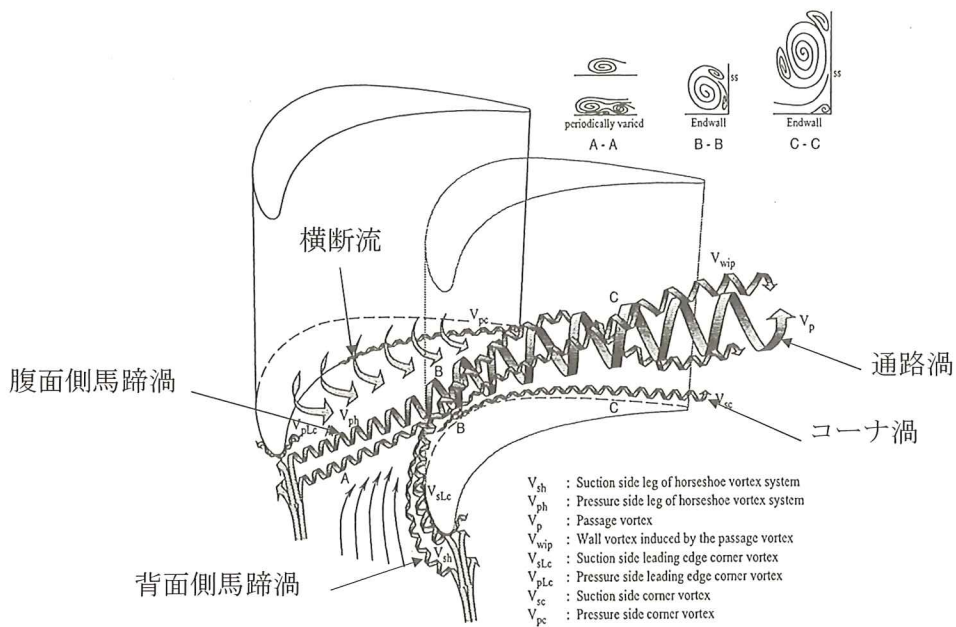 ss
ss
periodically varied
Endwall
Endwall
A - A
B - B
C - C
横断流
V_wip
C
V_pc
V_p
B
通路渦
腹面側馬蹄渦
V_ph
V_pLc
B
C
V_sc
コーナ渦
A
V_sLc
V_sh
背面側馬蹄渦
V_sh : Suction side leg of horseshoe vortex system
V_ph : Pressure side leg of horseshoe vortex system
V_p : Passage vortex
V_wip : Wall vortex induced by the passage vortex
V_sLc : Suction side leading edge corner vortex
V_pLc : Pressure side leading edge corner vortex
V_sc : Suction side corner vortex
V_pc : Pressure side corner vortex